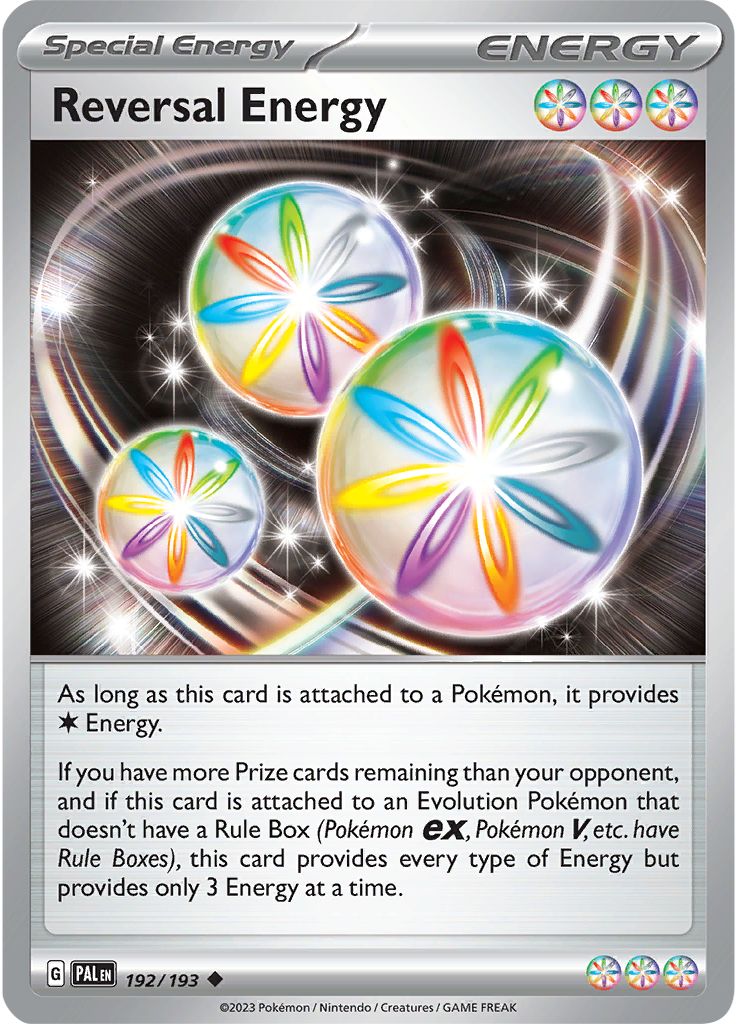 Special Energy ENERGY
Reversal Energy
As long as this card is attached to a Pokémon, it provides
Energy.
If you have more Prize cards remaining than your opponent,
and if this card is attached to an Evolution Pokémon that
doesn't have a Rule Box (Pokémon ex, Pokémon V, etc. have
Rule Boxes), this card provides every type of Energy but
provides only 3 Energy at a time.
G PAL EN 192/193
©2023 Pokémon / Nintendo / Creatures / GAME FREAK